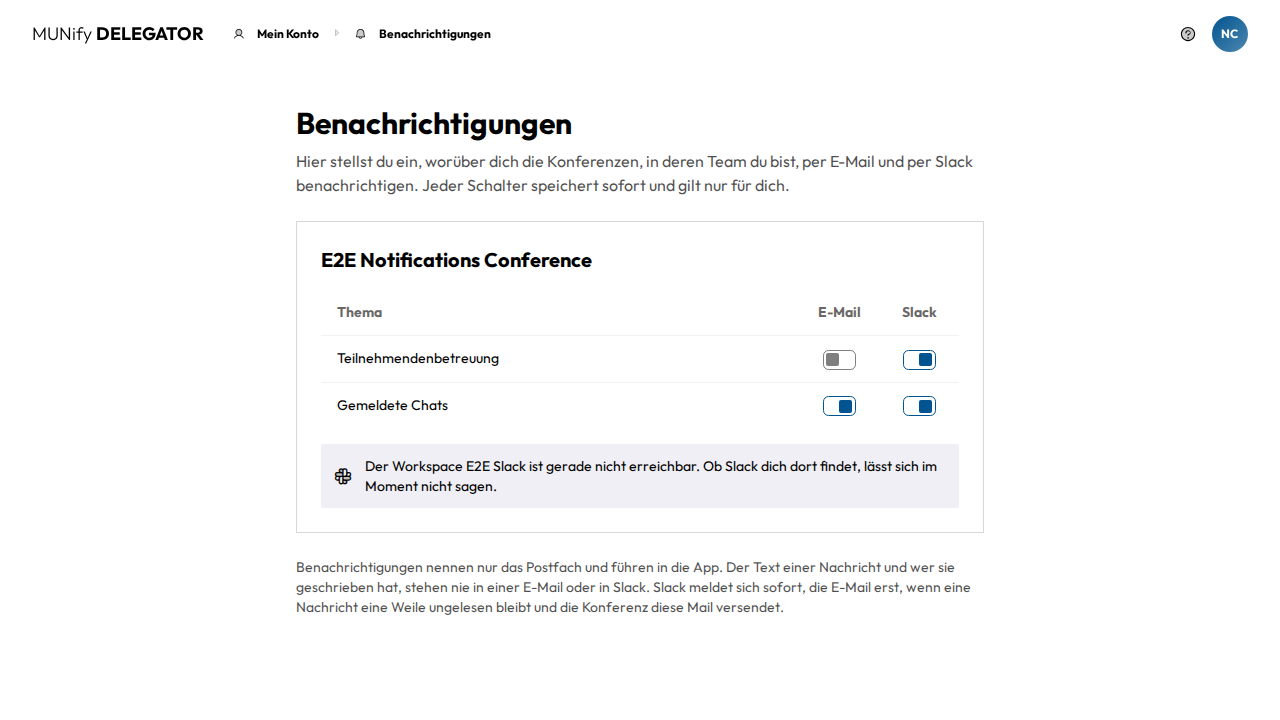 MUNify DELEGATOR
Mein Konto
Benachrichtigungen
NC
Benachrichtigungen
Hier stellst du ein, worüber dich die Konferenzen, in deren Team du bist, per E-Mail und per Slack
benachrichtigen. Jeder Schalter speichert sofort und gilt nur für dich.
E2E Notifications Conference
Thema E-Mail Slack
Teilnehmendenbetreuung
Gemeldete Chats
Der Workspace E2E Slack ist gerade nicht erreichbar. Ob Slack dich dort findet, lässt sich im
Moment nicht sagen.
Benachrichtigungen nennen nur das Postfach und führen in die App. Der Text einer Nachricht und wer sie
geschrieben hat, stehen nie in einer E-Mail oder in Slack. Slack meldet sich sofort, die E-Mail erst, wenn eine
Nachricht eine Weile ungelesen bleibt und die Konferenz diese Mail versendet.